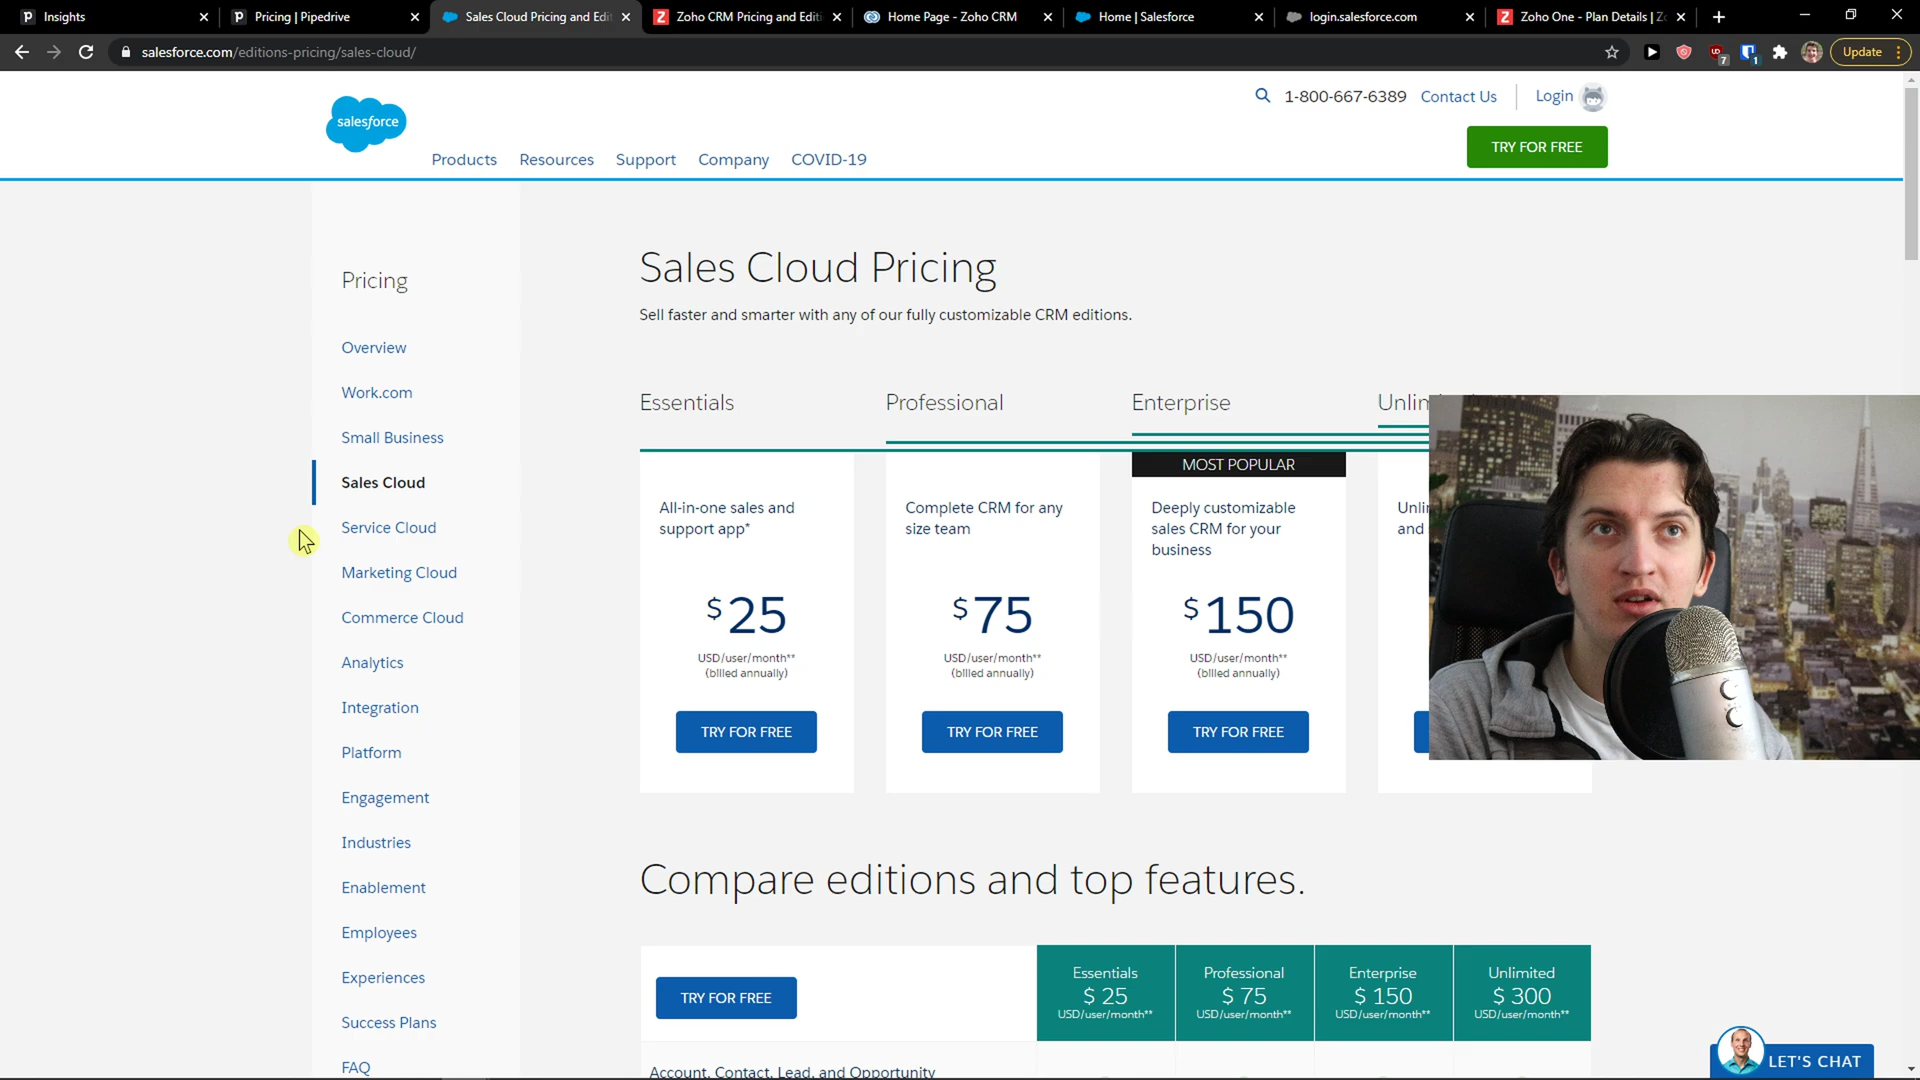 Insights
Pricing | Pipedrive
Sales Cloud Pricing and Edit
Zoho CRM Pricing and Editi
Home Page - Zoho CRM
Home | Salesforce
login.salesforce.com
Zoho One - Plan Details | Zo
salesforce.com/editions-pricing/sales-cloud/
7
1
Update
salesforce
1-800-667-6389
Contact Us
Login
Products
Resources
Support
Company
COVID-19
TRY FOR FREE
Pricing
Overview
Work.com
Small Business
Sales Cloud
Service Cloud
Marketing Cloud
Commerce Cloud
Analytics
Integration
Platform
Engagement
Industries
Enablement
Employees
Experiences
Success Plans
FAQ
Sales Cloud Pricing
Sell faster and smarter with any of our fully customizable CRM editions.
Essentials
All-in-one sales and
support app*
$25
USD/user/month**
(billed annually)
TRY FOR FREE
Professional
Complete CRM for any
size team
$75
USD/user/month**
(billed annually)
TRY FOR FREE
Enterprise
MOST POPULAR
Deeply customizable
sales CRM for your
business
$150
USD/user/month**
(billed annually)
TRY FOR FREE
Unlim
Unli
and
Compare editions and top features.
TRY FOR FREE
Essentials
$ 25
USD/user/month**
Professional
$ 75
USD/user/month**
Enterprise
$ 150
USD/user/month**
Unlimited
$ 300
USD/user/month**
Account, Contact, Lead, and Opportunity
LET'S CHAT